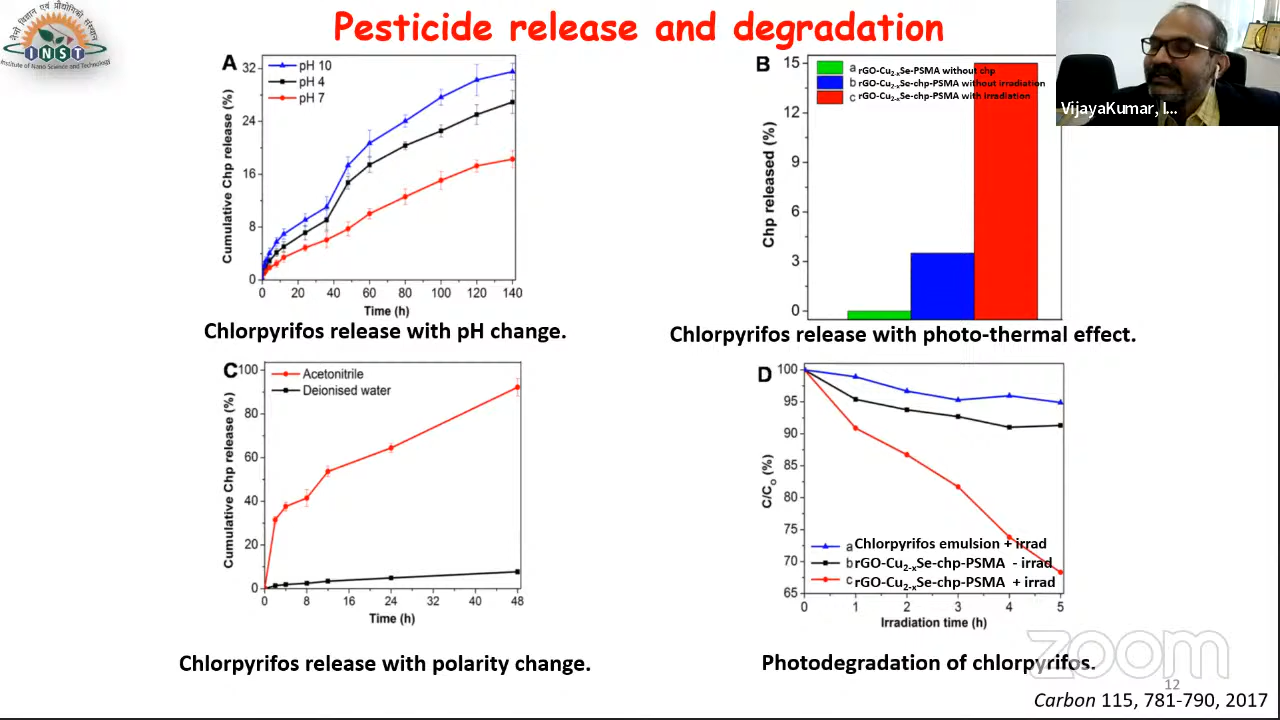 Pesticide release and degradation
नैनो विज्ञान एवं प्रौद्योगिकी संस्थान
INST
Institute of Nano Science and Technology
VijayaKumar, I...
A
pH 10
pH 4
pH 7
Cumulative Chp release (%)
32
24
16
8
0
0 20 40 60 80 100 120 140
Time (h)
Chlorpyrifos release with pH change.
B
a rGO-Cu2-xSe-PSMA without chp
b rGO-Cu2-xSe-chp-PSMA without irradiation
c rGO-Cu2-xSe-chp-PSMA with irradiation
Chp released (%)
15
12
9
6
3
0
Chlorpyrifos release with photo-thermal effect.
C
Acetonitrile
Deionised water
Cumulative Chp release (%)
100
80
60
40
20
0
0 8 16 24 32 40 48
Time (h)
Chlorpyrifos release with polarity change.
D
C/Co (%)
100
95
90
85
80
75
70
65
a Chlorpyrifos emulsion + irrad
b rGO-Cu2-xSe-chp-PSMA - irrad
c rGO-Cu2-xSe-chp-PSMA + irrad
0 1 2 3 4 5
Irradiation time (h)
Photodegradation of chlorpyrifos.
zoom
12
Carbon 115, 781-790, 2017